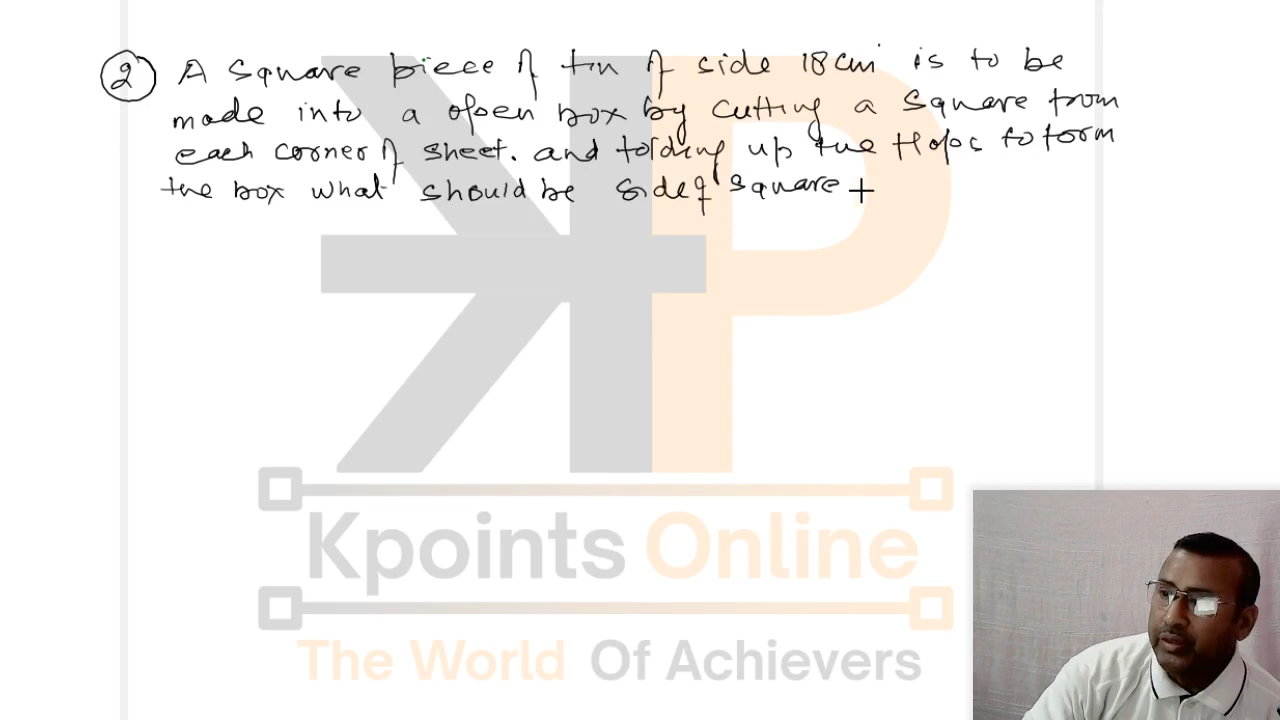 2 A square piece of tin of side 18cm is to be
made into a open box by cutting a square from
each corner of sheet. and folding up the flops to form
the box what should be side of square
Kpoints Online
The World Of Achievers